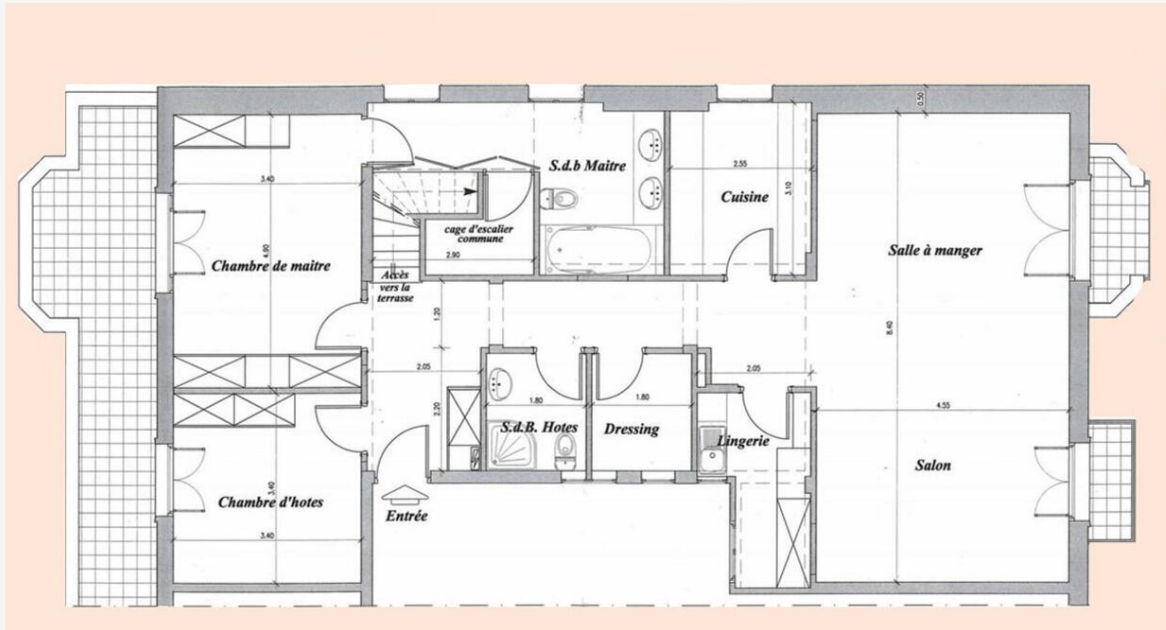 0.50
S.d.b Maitre
2.55
3.10
Cuisine
3.40
4.90
Chambre de maitre
cage d'escalier
commune
2.90
Accès
vers la
terrasse
Salle à manger
8.40
1.20
2.05
2.20
1.80
S.d.B. Hotes
1.80
Dressing
2.05
Lingerie
4.55
Salon
Chambre d'hotes
3.40
3.40
Entrée